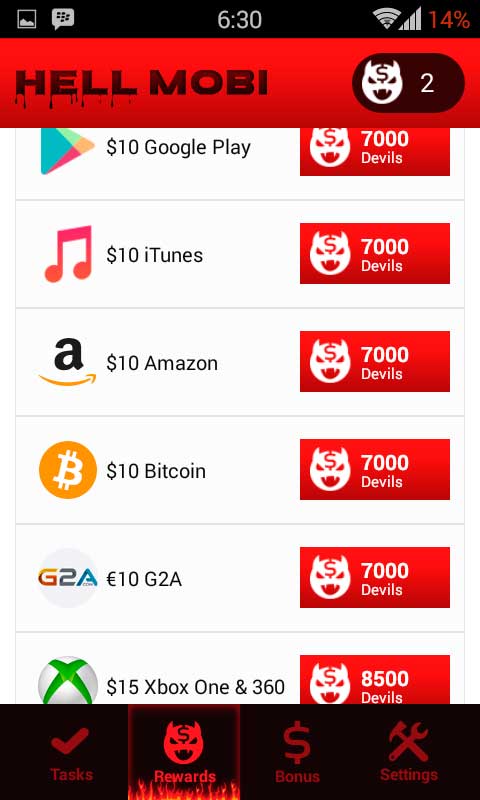 6:30
14%
HELL MOBI
2
$10 Google Play
7000
Devils
$10 iTunes
7000
Devils
a
$10 Amazon
7000
Devils
$10 Bitcoin
7000
Devils
G2A
.COM
€10 G2A
7000
Devils
$15 Xbox One & 360
8500
Devils
Tasks
Rewards
Bonus
Settings